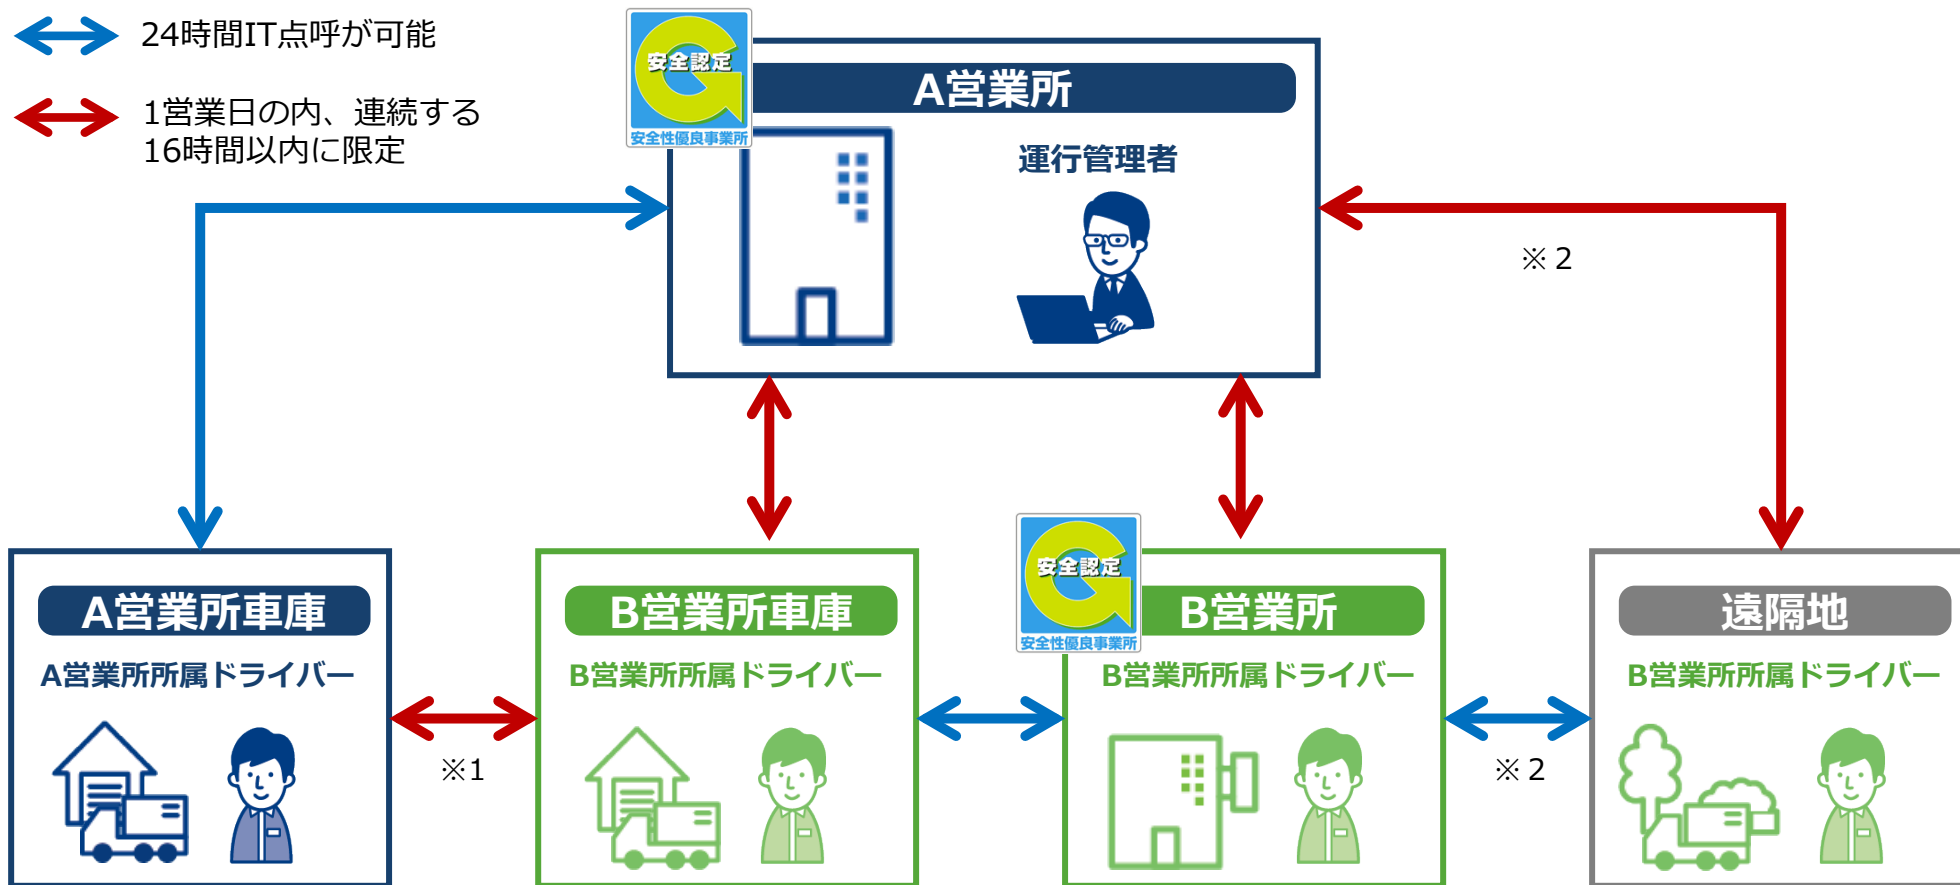 24時間IT点呼が可能
1営業日の内、連続する
16時間以内に限定
安全認定
安全性優良事業所
A営業所
運行管理者
※２
A営業所車庫
A営業所所属ドライバー
※1
B営業所車庫
B営業所所属ドライバー
安全認定
安全性優良事業所
B営業所
B営業所所属ドライバー
※２
遠隔地
B営業所所属ドライバー